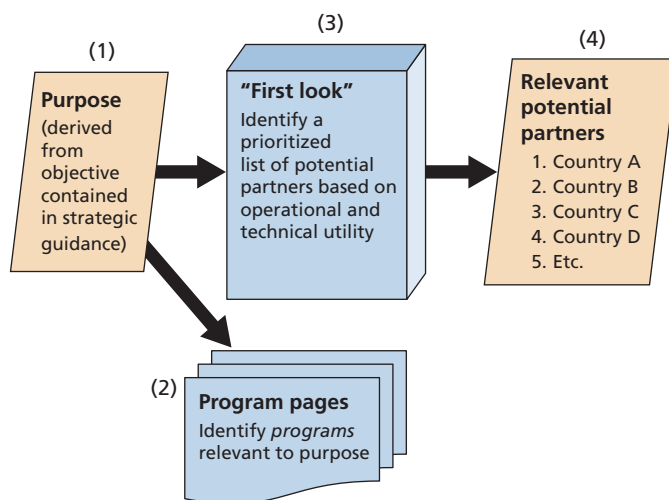 (1)
Purpose
(derived
from
objective
contained
in strategic
guidance)
(3)
“First look”
Identify a
prioritized
list of potential
partners based on
operational and
technical utility
(4)
Relevant
potential
partners
1. Country A
2. Country B
3. Country C
4. Country D
5. Etc.
(2)
Program pages
Identify programs
relevant to purpose